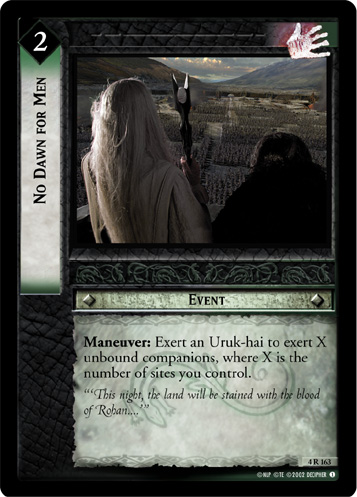 2
No Dawn for Men
Event
Maneuver: Exert an Uruk-hai to exert X
unbound companions, where X is the
number of sites you control.
“‘This night, the land will be stained with the blood
of Rohan....’”
4 R 163
©NLP ™©TE ©2002 DECIPHER